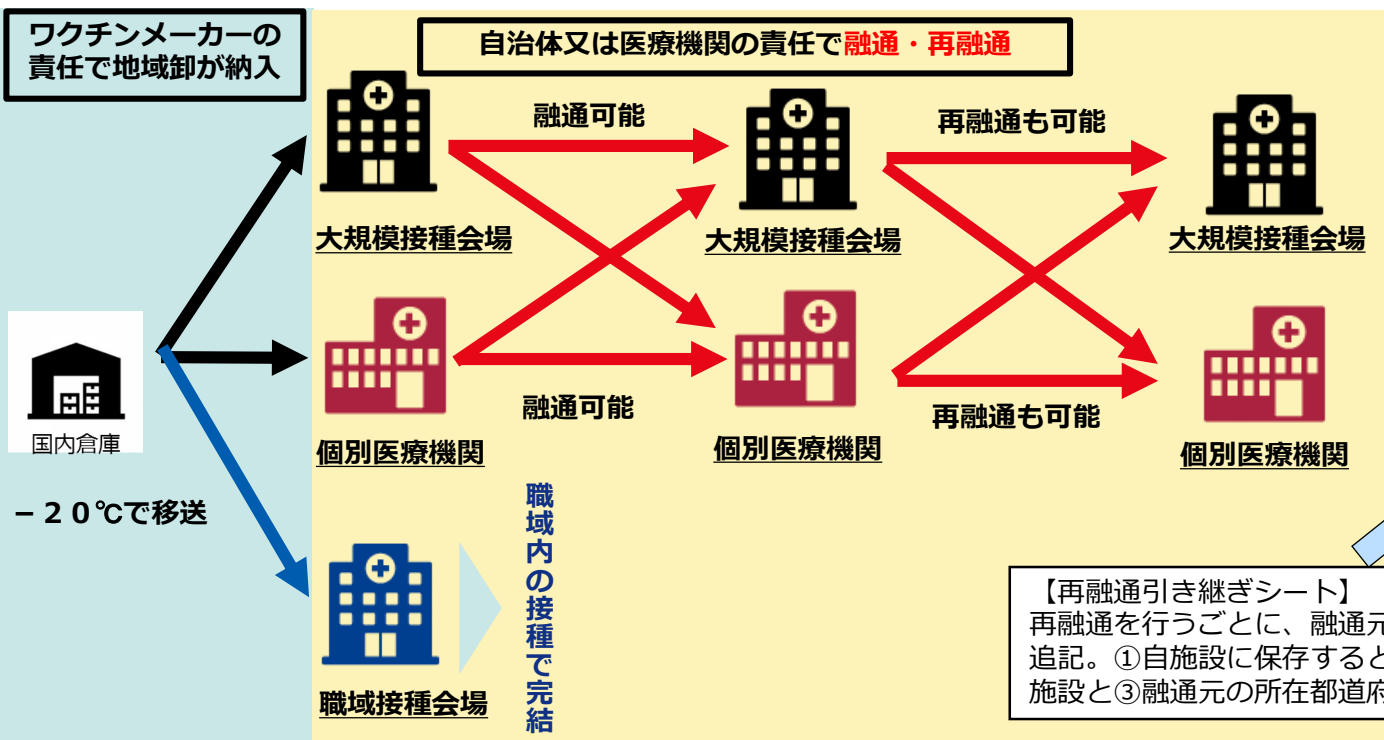 ワクチンメーカーの
責任で地域卸が納入
自治体又は医療機関の責任で融通・再融通
融通可能
再融通も可能
大規模接種会場
大規模接種会場
大規模接種会場
国内倉庫
融通可能
再融通も可能
個別医療機関
個別医療機関
個別医療機関
－２０℃で移送
職域内の接種で完結
職域接種会場
【再融通引き継ぎシート】
再融通を行うごとに、融通元
追記。①自施設に保存すると
施設と③融通元の所在都道府